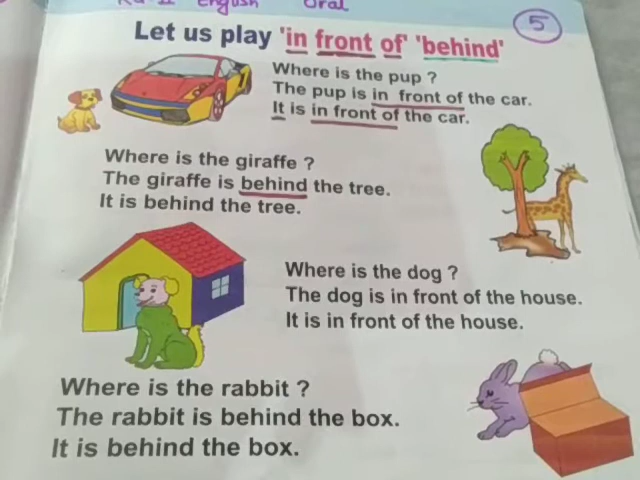 English Oral
5
Let us play 'in front of' 'behind'
Where is the pup ?
The pup is in front of the car.
It is in front of the car.
Where is the giraffe ?
The giraffe is behind the tree.
It is behind the tree.
Where is the dog ?
The dog is in front of the house.
It is in front of the house.
Where is the rabbit ?
The rabbit is behind the box.
It is behind the box.